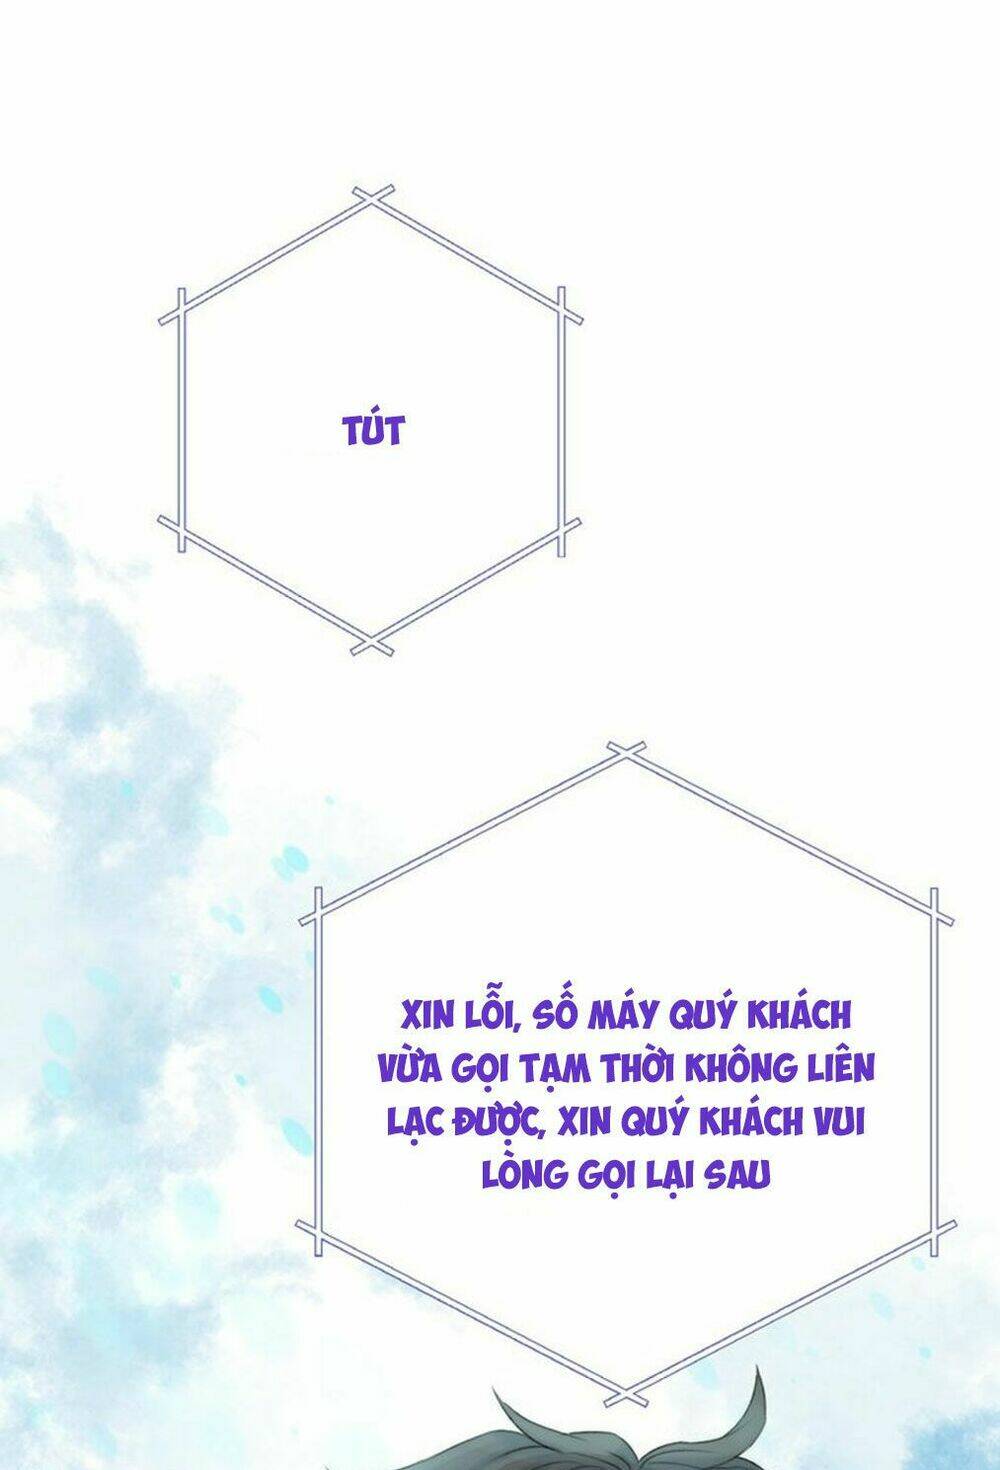 TÚT
XIN LỖI, SỐ MÁY QUÝ KHÁCH
VỪA GỌI TẠM THỜI KHÔNG LIÊN
LẠC ĐƯỢC, XIN QUÝ KHÁCH VUI
LÒNG GỌI LẠI SAU